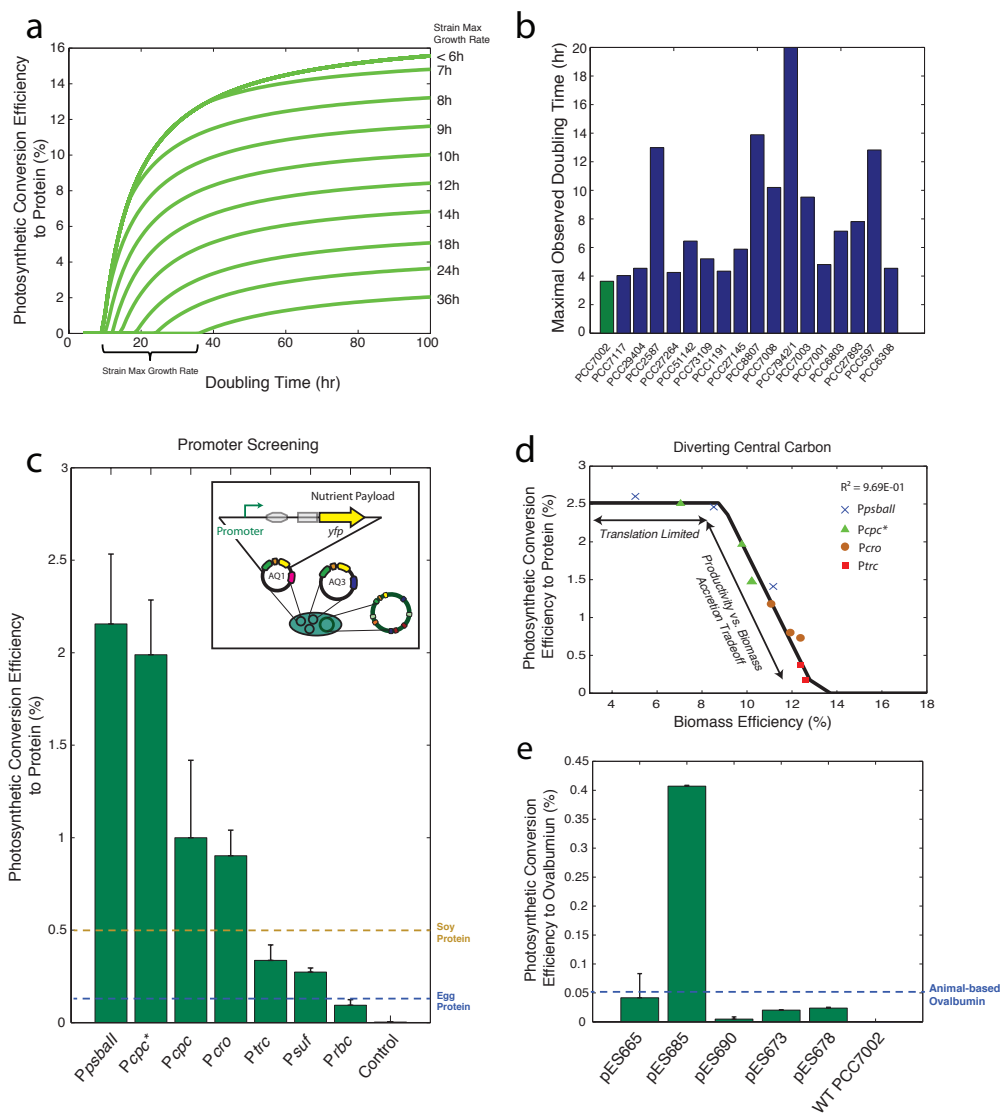 a
Strain Max
Growth Rate
Photosynthetic Conversion Efficiency
to Protein (%)
16
14
12
10
8
6
4
2
0
< 6h
7h
8h
9h
10h
12h
14h
18h
24h
36h
0
20
40
60
80
100
Strain Max Growth Rate
Doubling Time (hr)
b
Maximal Observed Doubling Time (hr)
20
18
16
14
12
10
8
6
4
2
0
PCC7002
PCC7117
PCC29404
PCC2587
PCC27264
PCC51142
PCC73109
PCC1191
PCC27145
PCC8807
PCC7008
PCC7942/1
PCC7003
PCC7001
PCC6803
PCC27893
PCC597
PCC6308
c
Promoter Screening
Photosynthetic Conversion Efficiency
to Protein (%)
3
2.5
2
1.5
1
0.5
0
Nutrient Payload
Promoter
yfp
AQ1
AQ3
Soy
Protein
Egg
Protein
PpsbaII
Pcpc*
Pcpc
Pcro
Ptrc
Psuf
Prbc
Control
d
Diverting Central Carbon
Photosynthetic Conversion
Efficiency to Protein (%)
3
2.5
2
1.5
1
0.5
0
R² = 9.69E-01
PpsbaII
Pcpc*
Pcro
Ptrc
Translation Limited
Productivity vs. Biomass
Accretion Tradeoff
4
6
8
10
12
14
16
18
Biomass Efficiency (%)
e
Photosynthetic Conversion
Efficiency to Ovalbumiun (%)
0.45
0.4
0.35
0.3
0.25
0.2
0.15
0.1
0.05
0
Animal-based
Ovalbumin
pES665
pES685
pES690
pES673
pES678
WT PCC7002